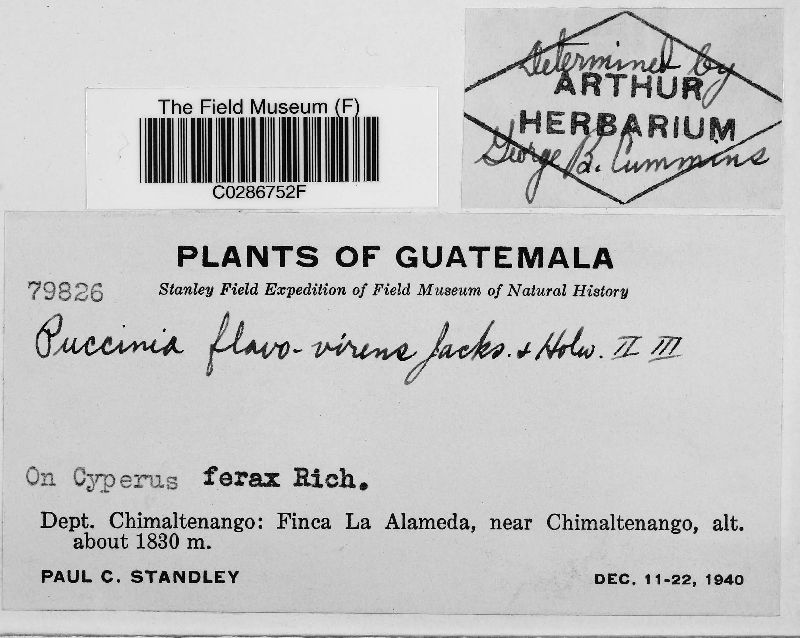 The Field Museum (F)
C0286752F
Determined by
ARTHUR
HERBARIUM
George B. Cummins
PLANTS OF GUATEMALA
79826
Stanley Field Expedition of Field Museum of Natural History
Puccinia flavo-virens Jacks. & Holw. II III
On Cyperus ferax Rich.
Dept. Chimaltenango: Finca La Alameda, near Chimaltenango, alt.
about 1830 m.
PAUL C. STANDLEY
DEC. 11-22, 1940